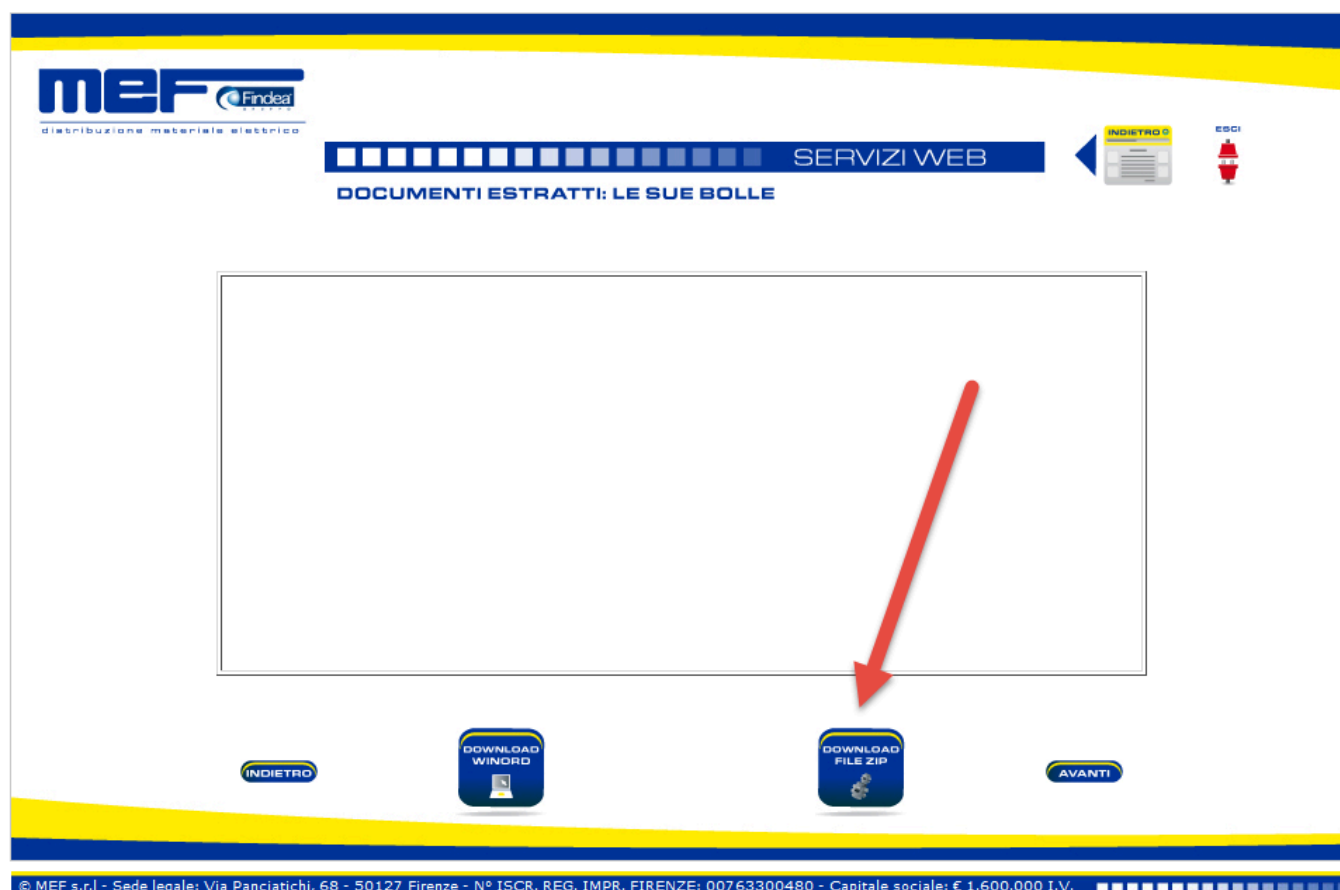 mef Findea
GRUPPO
distribuzione materiale elettrico
INDIETRO
ESCI
SERVIZI WEB
DOCUMENTI ESTRATTI: LE SUE BOLLE
INDIETRO
DOWNLOAD
WINORD
DOWNLOAD
FILE ZIP
AVANTI
© MEF s.r.l - Sede legale: Via Panciatichi, 68 - 50127 Firenze - N° ISCR. REG. IMPR. FIRENZE: 00763300480 - Capitale sociale: € 1.600.000 I.V.